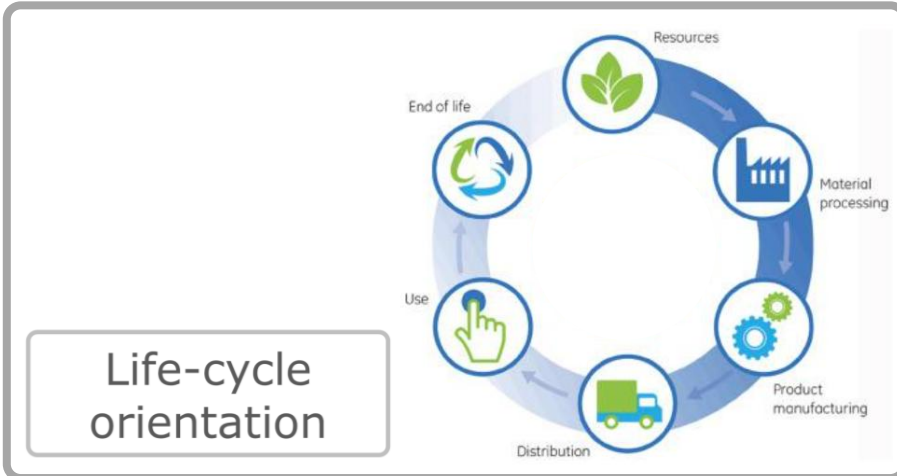 Resources
End of life
Material
processing
Use
Life-cycle
orientation
Product
manufacturing
Distribution